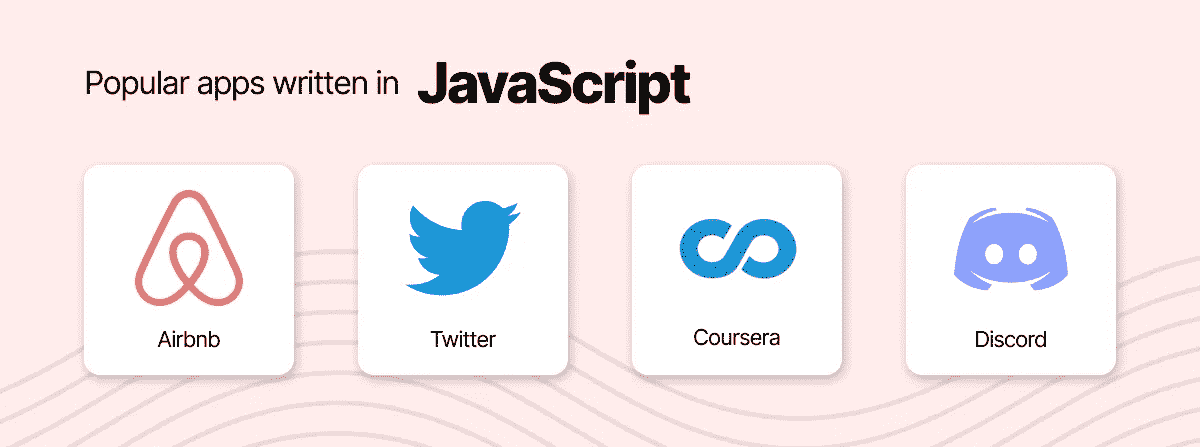 Popular apps written in JavaScript
Airbnb
Twitter
Coursera
Discord